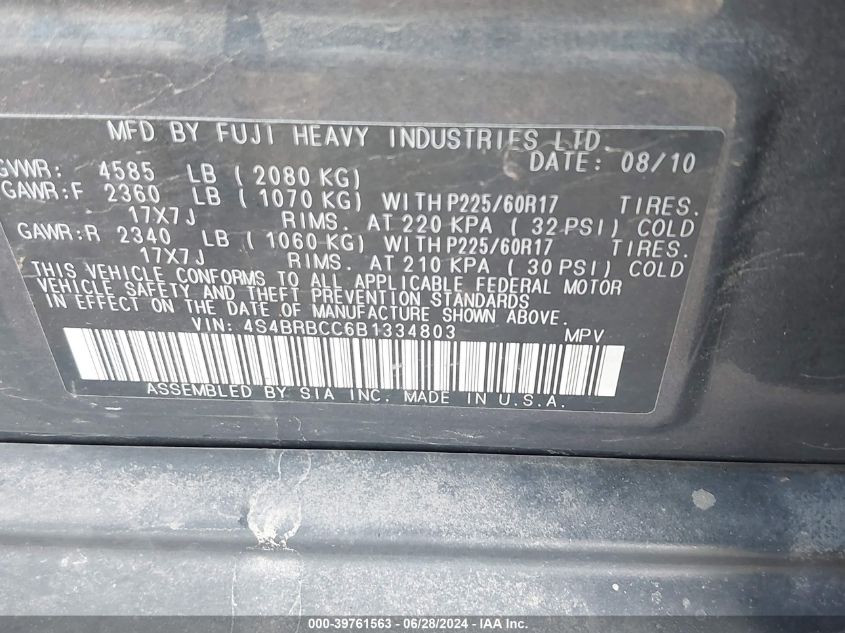 MFD BY FUJI HEAVY INDUSTRIES LTD.
DATE: 08/10
GVWR: 4585 LB ( 2080 KG)
GAWR:F 2360 LB ( 1070 KG) WITH P225/60R17 TIRES.
17X7J RIMS. AT 220 KPA ( 32 PSI) COLD
GAWR:R 2340 LB ( 1060 KG) WITH P225/60R17 TIRES.
17X7J RIMS. AT 210 KPA ( 30 PSI) COLD
THIS VEHICLE CONFORMS TO ALL APPLICABLE FEDERAL MOTOR
VEHICLE SAFETY AND THEFT PREVENTION STANDARDS
IN EFFECT ON THE DATE OF MANUFACTURE SHOWN ABOVE.
VIN: 4S4BRBCC6B1334803 MPV
ASSEMBLED BY SIA INC. MADE IN U.S.A.
000-39761563 - 06/28/2024 - IAA Inc.